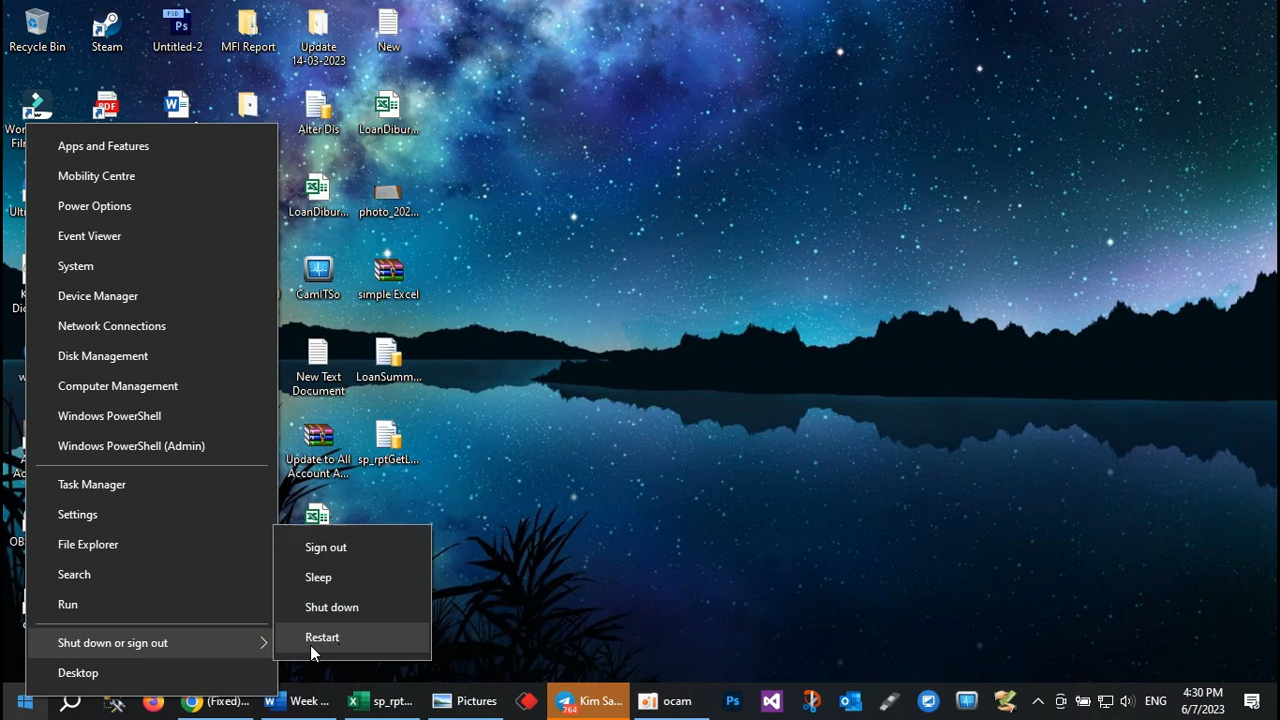 Recycle Bin
Steam
Untitled-2
MFI Report
Update
14-03-2023
New
Alter Dis
LoanDibur...
LoanDibur...
photo_202...
CamITSo
simple Excel
New Text
Document
LoanSumm...
Update to All
Account A...
sp_rptGetL...
Apps and Features
Mobility Centre
Power Options
Event Viewer
System
Device Manager
Network Connections
Disk Management
Computer Management
Windows PowerShell
Windows PowerShell (Admin)
Task Manager
Settings
File Explorer
Search
Run
Shut down or sign out
Desktop
Sign out
Sleep
Shut down
Restart
(Fixed)...
Week ...
sp_rpt...
Pictures
764
Kim Sa...
ocam
ENG
4:30 PM
6/7/2023